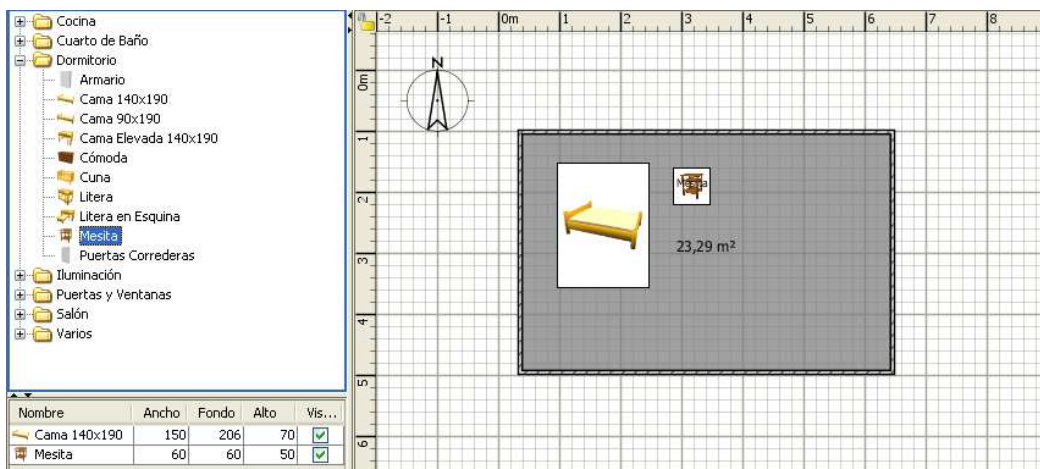 Cocina
Cuarto de Baño
Dormitorio
Armario
Cama 140x190
Cama 90x190
Cama Elevada 140x190
Cómoda
Cuna
Litera
Litera en Esquina
Mesita
Puertas Correderas
Iluminación
Puertas y Ventanas
Salón
Varios
Nombre Ancho Fondo Alto Vis...
Cama 140x190 150 206 70
Mesita 60 60 50
-2 -1 0m 1 2 3 4 5 6 7 8
0m
1
2
3
4
5
6
N
Mesita
23,29 m²